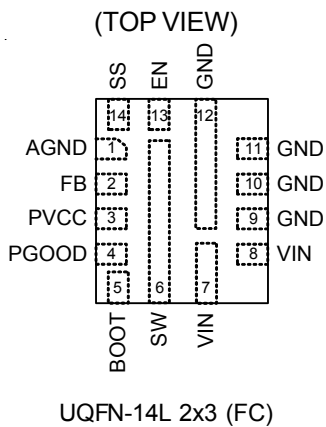 (TOP VIEW)
SS EN GND
14 13 12
AGND 1 11 GND
FB 2 10 GND
PVCC 3 9 GND
PGOOD 4 8 VIN
5 6 7
BOOT SW VIN
UQFN-14L 2x3 (FC)